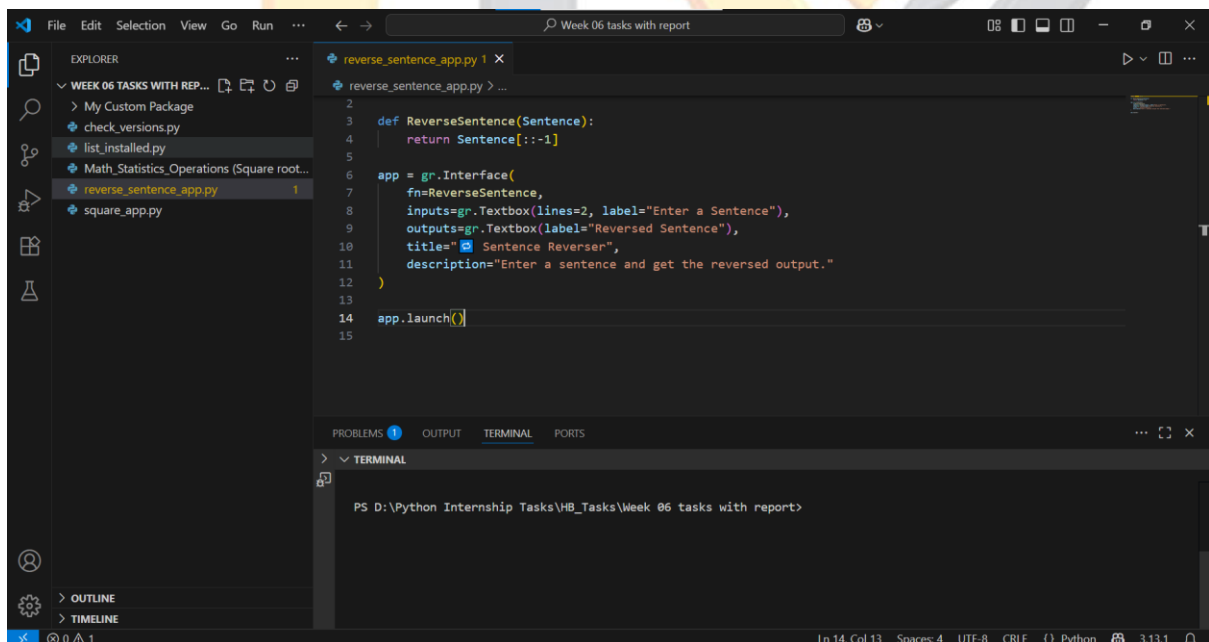 File Edit Selection View Go Run ··· Week 06 tasks with report
EXPLORER ···
WEEK 06 TASKS WITH REP...
My Custom Package
check_versions.py
list_installed.py
Math_Statistics_Operations (Square root...
reverse_sentence_app.py 1
square_app.py
OUTLINE
TIMELINE
reverse_sentence_app.py 1
reverse_sentence_app.py > ...
2
3 def ReverseSentence(Sentence):
4     return Sentence[::-1]
5
6 app = gr.Interface(
7     fn=ReverseSentence,
8     inputs=gr.Textbox(lines=2, label="Enter a Sentence"),
9     outputs=gr.Textbox(label="Reversed Sentence"),
10     title="🔁 Sentence Reverser",
11     description="Enter a sentence and get the reversed output."
12 )
13
14 app.launch()
15
PROBLEMS 1 OUTPUT TERMINAL PORTS
TERMINAL
PS D:\Python Internship Tasks\HB_Tasks\Week 06 tasks with report>
0 1 Ln 14, Col 13 Spaces: 4 UTF-8 CRLF {} Python 3.13.1